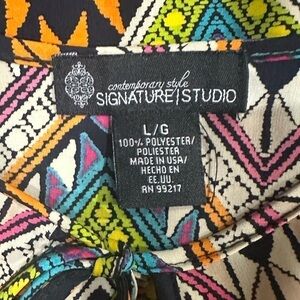 contemporary style
SIGNATURE/STUDIO
L/G
100% POLYESTER/
POLIESTER
MADE IN USA/
HECHO EN
EE.UU.
RN 99217